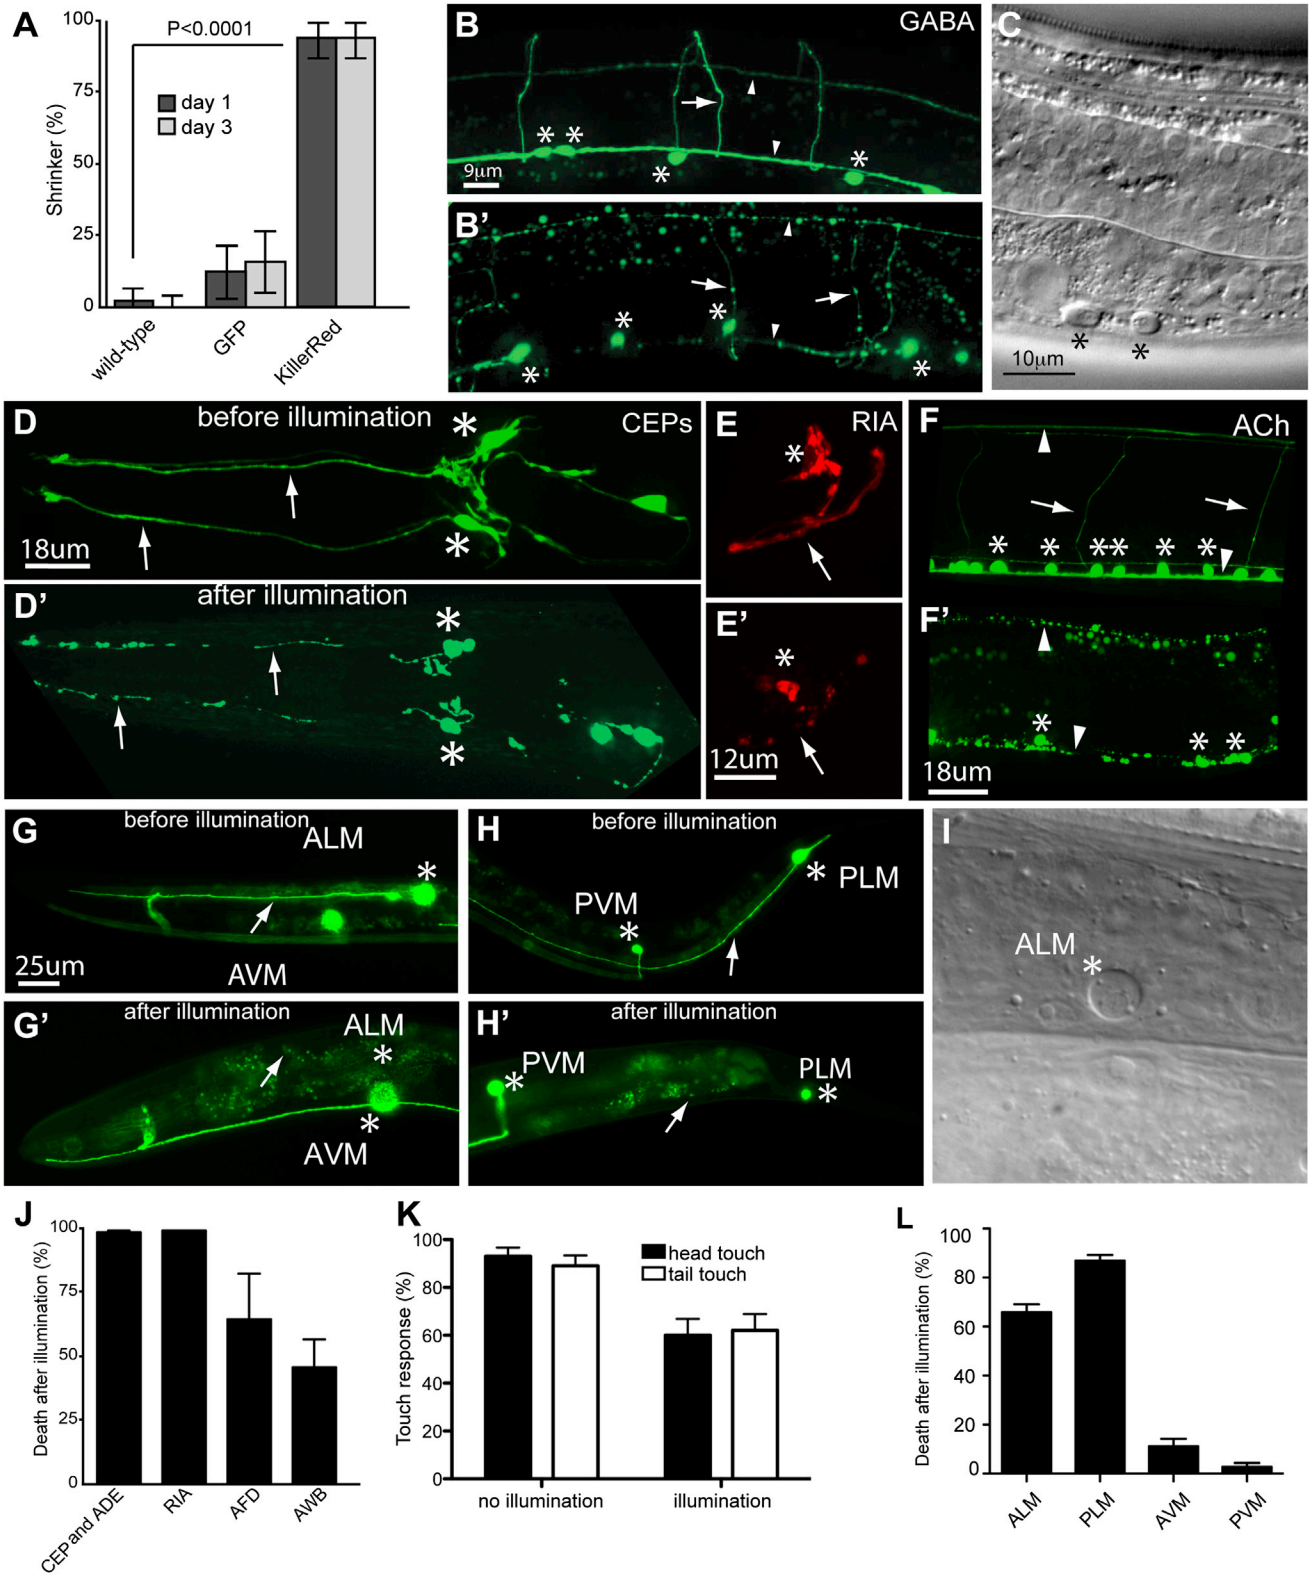 A
100
75
50
25
0
Shrinker (%)
P<0.0001
day 1
day 3
wild-type
GFP
KillerRed
B
GABA
*
*
*
*
9μm
B’
*
*
*
*
*
C
*
*
10μm
D
before illumination
CEPs
*
*
18um
D’
after illumination
*
*
E
RIA
*
E’
*
12um
F
ACh
* * ** * *
F’
*
* *
18um
G
before illumination
ALM
*
25um
AVM
G’
after illumination
ALM
*
*
AVM
H
before illumination
*
PLM
PVM
*
H’
after illumination
PVM
*
PLM
*
I
ALM
*
J
100
75
50
25
0
Death after illumination (%)
CEP and ADE
RIA
AFD
AWB
K
100
80
60
40
20
0
Touch response (%)
head touch
tail touch
no illumination
illumination
L
100
80
60
40
20
0
Death after illumination (%)
ALM
PLM
AVM
PVM